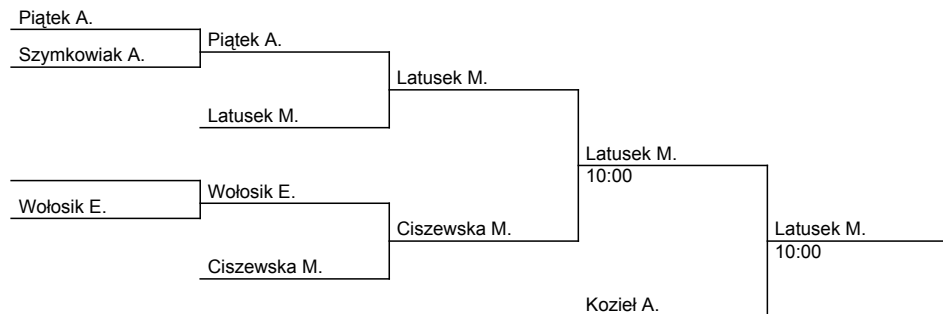 Piątek A.
Szymkowiak A.
Piątek A.
Latusek M.
Latusek M.
Wołosik E.
Wołosik E.
Ciszewska M.
Ciszewska M.
Latusek M.
10:00
Kozieł A.
Latusek M.
10:00